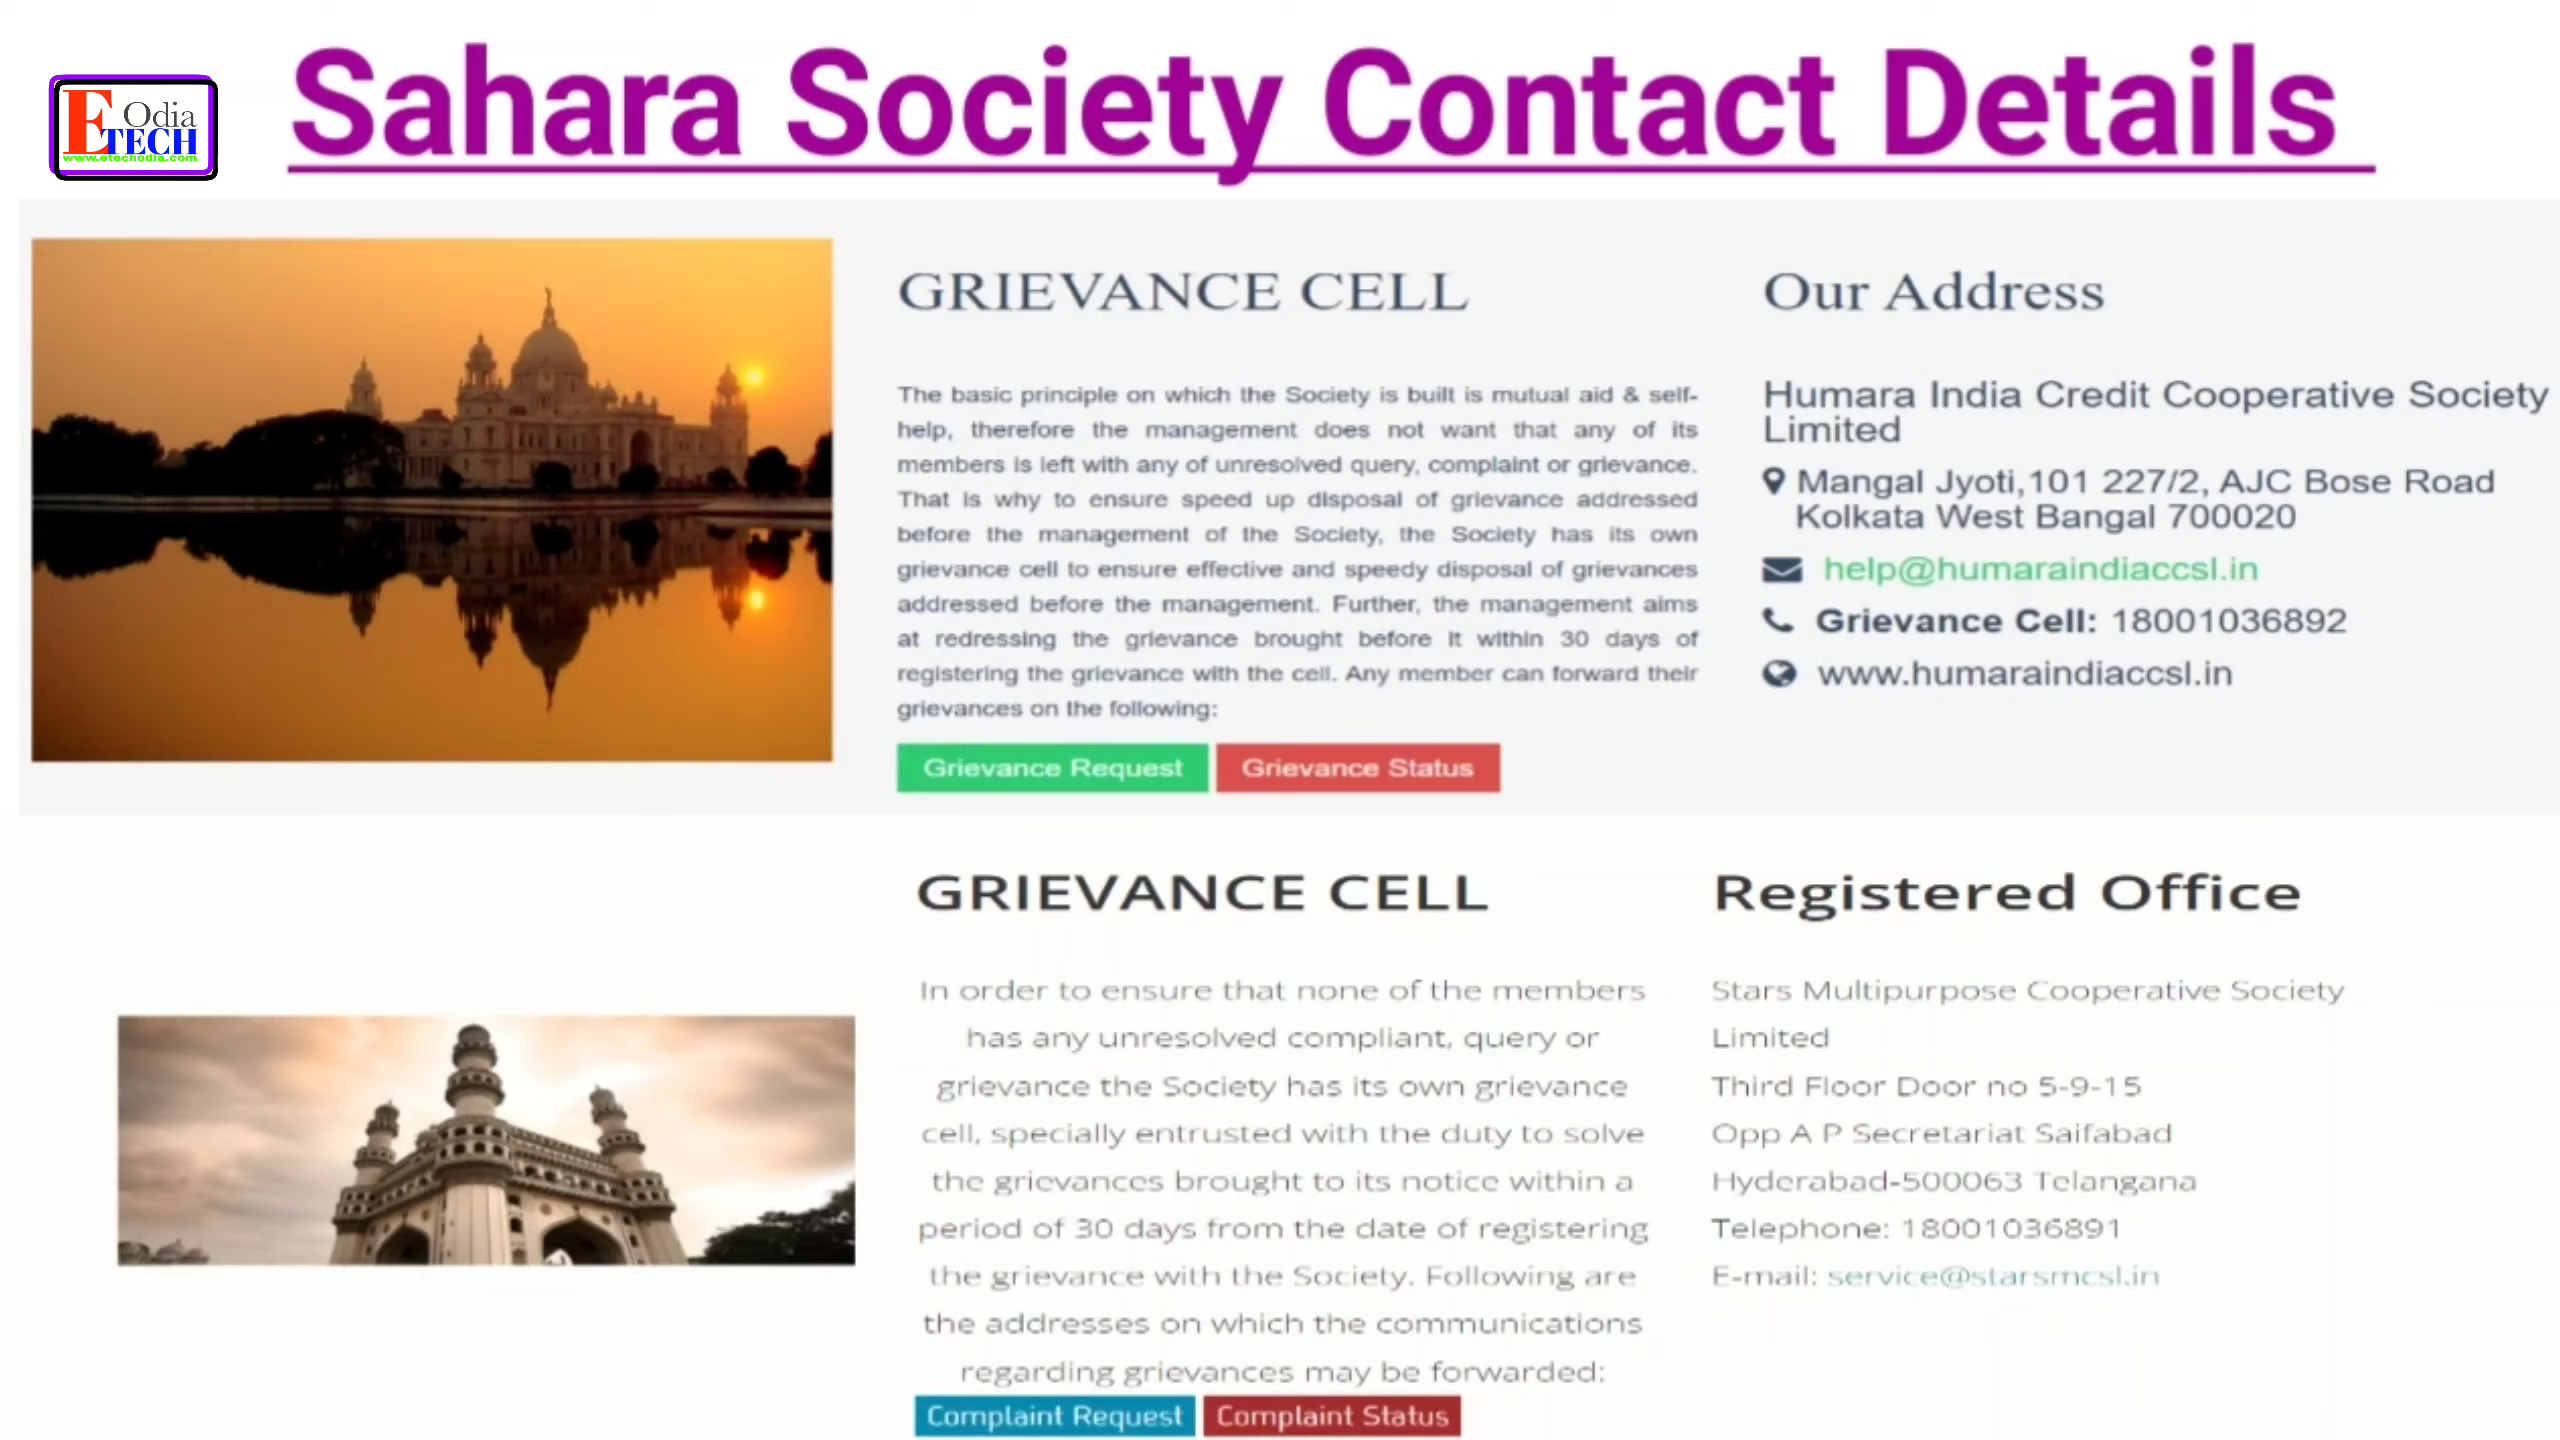 E Odia
TECH
www.etechodia.com
Sahara Society Contact Details
GRIEVANCE CELL
The basic principle on which the Society is built is mutual aid & self-
help, therefore the management does not want that any of its
members is left with any of unresolved query, complaint or grievance.
That is why to ensure speed up disposal of grievance addressed
before the management of the Society, the Society has its own
grievance cell to ensure effective and speedy disposal of grievances
addressed before the management. Further, the management aims
at redressing the grievance brought before it within 30 days of
registering the grievance with the cell. Any member can forward their
grievances on the following:
Grievance Request Grievance Status
Our Address
Humara India Credit Cooperative Society
Limited
Mangal Jyoti,101 227/2, AJC Bose Road
Kolkata West Bangal 700020
help@humaraindiaccsl.in
Grievance Cell: 18001036892
www.humaraindiaccsl.in
GRIEVANCE CELL
In order to ensure that none of the members
has any unresolved compliant, query or
grievance the Society has its own grievance
cell, specially entrusted with the duty to solve
the grievances brought to its notice within a
period of 30 days from the date of registering
the grievance with the Society. Following are
the addresses on which the communications
regarding grievances may be forwarded:
Complaint Request Complaint Status
Registered Office
Stars Multipurpose Cooperative Society
Limited
Third Floor Door no 5-9-15
Opp A P Secretariat Saifabad
Hyderabad-500063 Telangana
Telephone: 18001036891
E-mail: service@starsmcsl.in